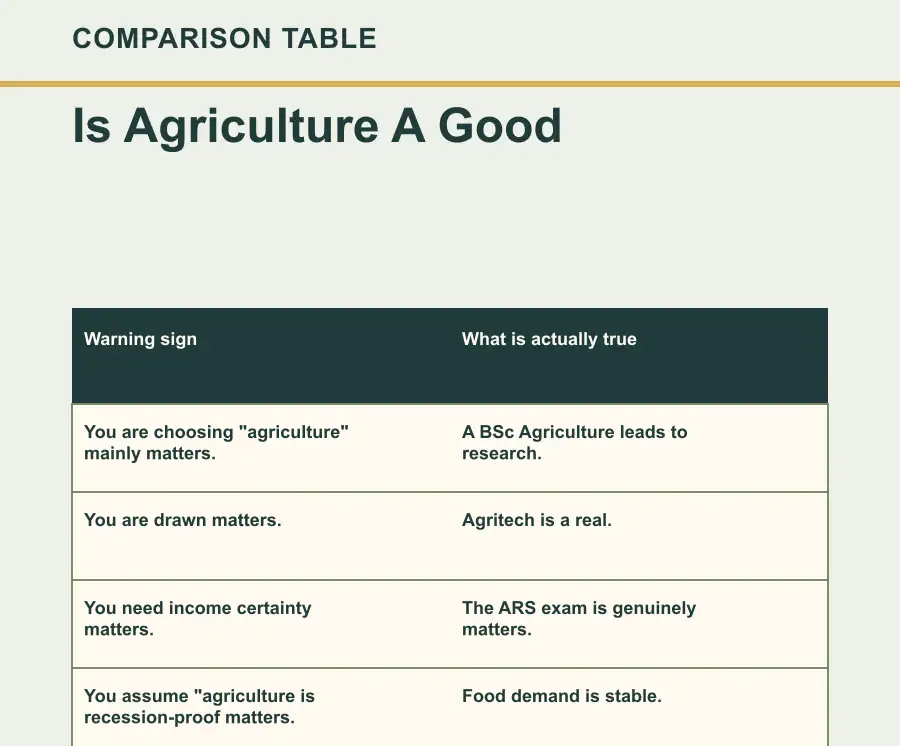 COMPARISON TABLE
Is Agriculture A Good
Warning sign
What is actually true
You are choosing "agriculture"
mainly matters.
A BSc Agriculture leads to
research.
You are drawn matters.
Agritech is a real.
You need income certainty
matters.
The ARS exam is genuinely
matters.
You assume "agriculture is
recession-proof matters.
Food demand is stable.